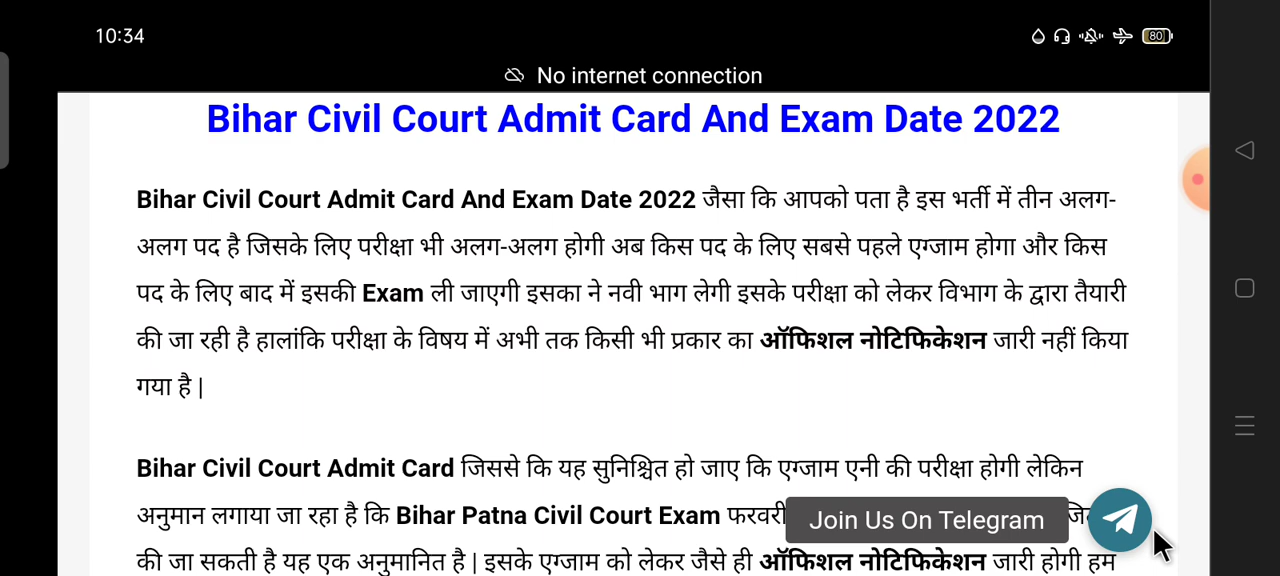 10:34
80
No internet connection
Bihar Civil Court Admit Card And Exam Date 2022
Bihar Civil Court Admit Card And Exam Date 2022 जैसा कि आपको पता है इस भर्ती में तीन अलग-
अलग पद है जिसके लिए परीक्षा भी अलग-अलग होगी अब किस पद के लिए सबसे पहले एग्जाम होगा और किस
पद के लिए बाद में इसकी Exam ली जाएगी इसका ने नवी भाग लेगी इसके परीक्षा को लेकर विभाग के द्वारा तैयारी
की जा रही है हालांकि परीक्षा के विषय में अभी तक किसी भी प्रकार का ऑफिशल नोटिफिकेशन जारी नहीं किया
गया है |
Bihar Civil Court Admit Card जिससे कि यह सुनिश्चित हो जाए कि एग्जाम एनी की परीक्षा होगी लेकिन
अनुमान लगाया जा रहा है कि Bihar Patna Civil Court Exam फरवरी
Join Us On Telegram
की जा सकती है यह एक अनुमानित है | इसके एग्जाम को लेकर जैसे ही ऑफिशल नोटिफिकेशन जारी होगी हम